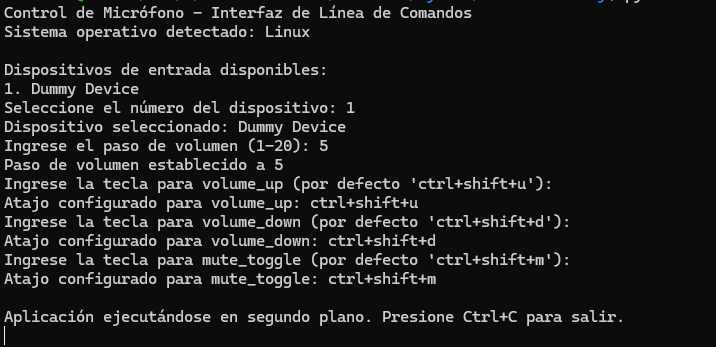 Control de Micrófono - Interfaz de Línea de Comandos
Sistema operativo detectado: Linux
Dispositivos de entrada disponibles:
1. Dummy Device
Seleccione el número del dispositivo: 1
Dispositivo seleccionado: Dummy Device
Ingrese el paso de volumen (1-20): 5
Paso de volumen establecido a 5
Ingrese la tecla para volume_up (por defecto 'ctrl+shift+u'):
Atajo configurado para volume_up: ctrl+shift+u
Ingrese la tecla para volume_down (por defecto 'ctrl+shift+d'):
Atajo configurado para volume_down: ctrl+shift+d
Ingrese la tecla para mute_toggle (por defecto 'ctrl+shift+m'):
Atajo configurado para mute_toggle: ctrl+shift+m
Aplicación ejecutándose en segundo plano. Presione Ctrl+C para salir.